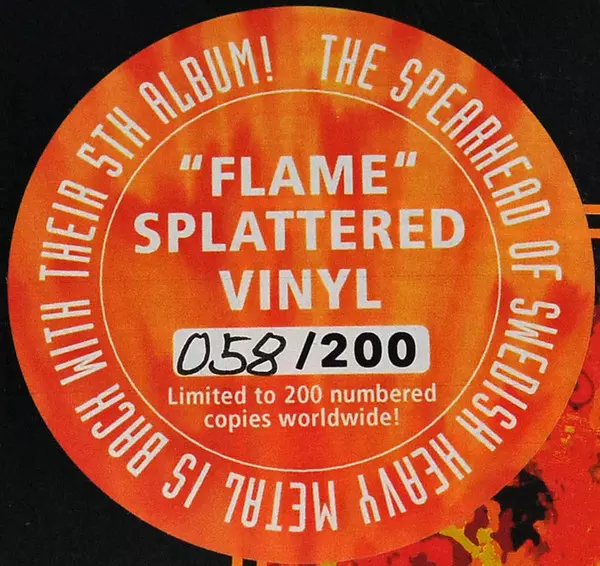 THE SPEARHEAD OF SWEDISH HEAVY METAL IS BACK WITH THEIR 5TH ALBUM!
"FLAME"
SPLATTERED
VINYL
058/200
Limited to 200 numbered
copies worldwide!